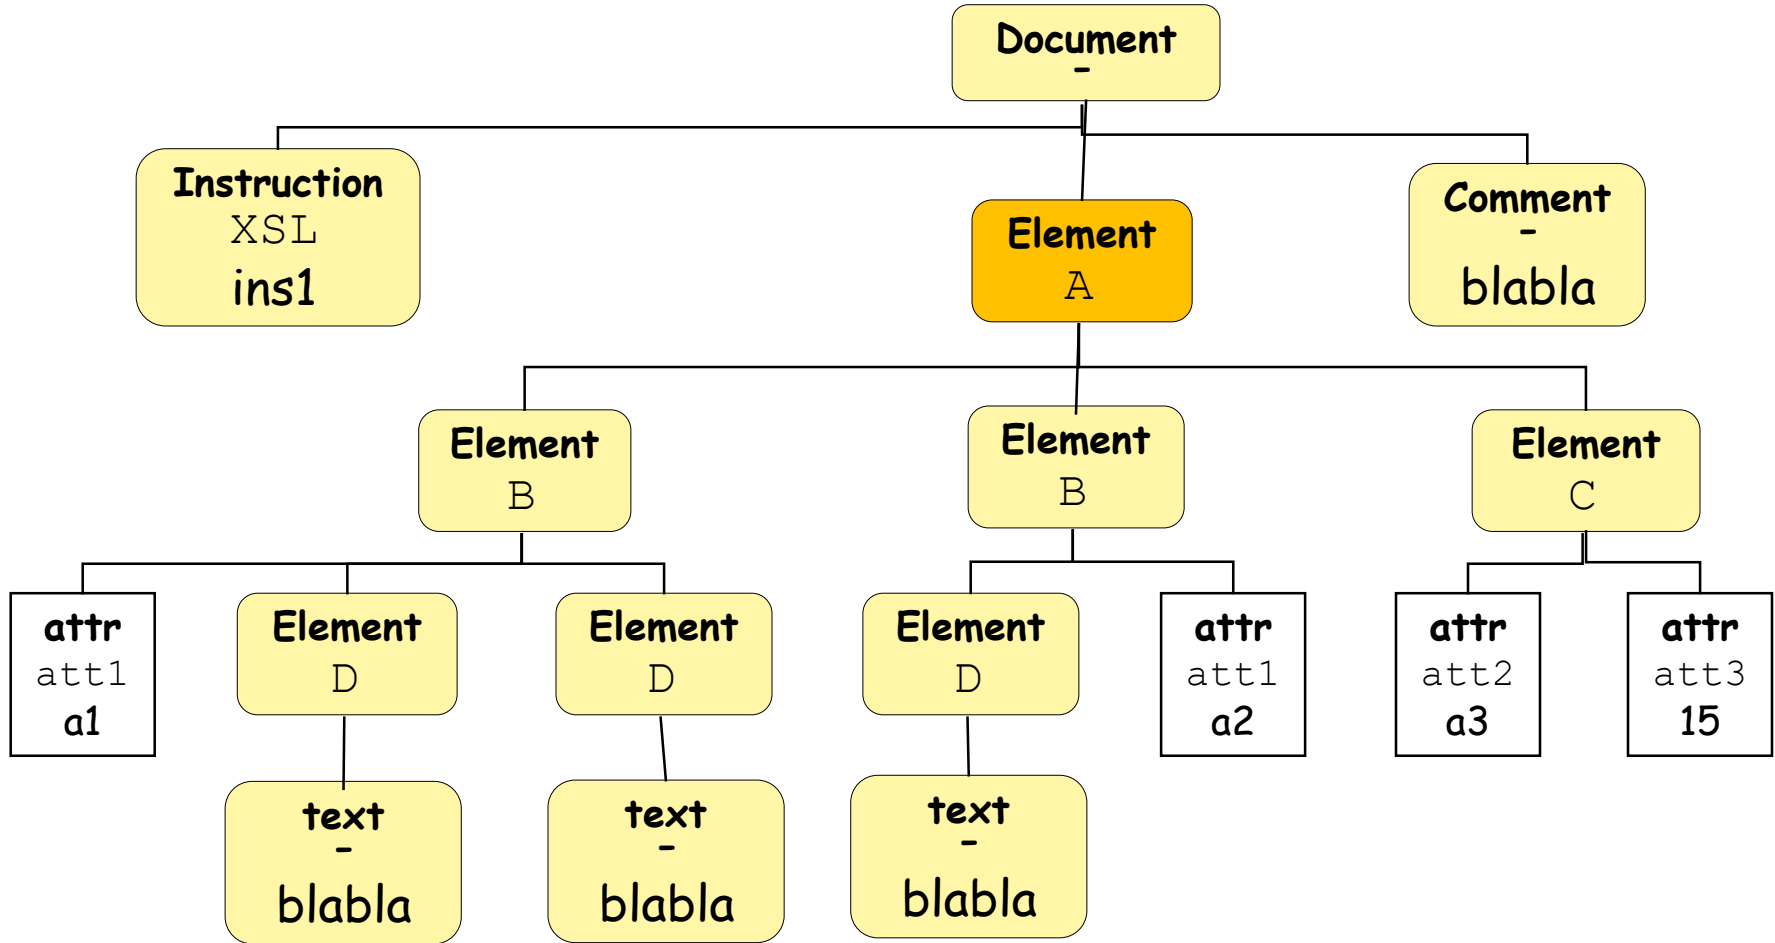 Document
-
Instruction
XSL
ins1
Element
A
Comment
-
blabla
Element
B
Element
B
Element
C
attr
att1
a1
Element
D
Element
D
Element
D
attr
att1
a2
attr
att2
a3
attr
att3
15
text
-
blabla
text
-
blabla
text
-
blabla